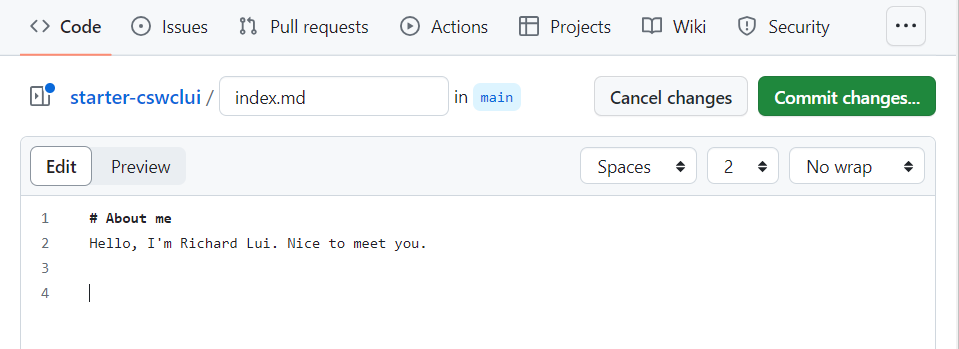 Code Issues Pull requests Actions Projects Wiki Security ...
starter-cswclui / index.md in main Cancel changes Commit changes...
Edit Preview Spaces 2 No wrap
1 # About me
2 Hello, I'm Richard Lui. Nice to meet you.
3
4